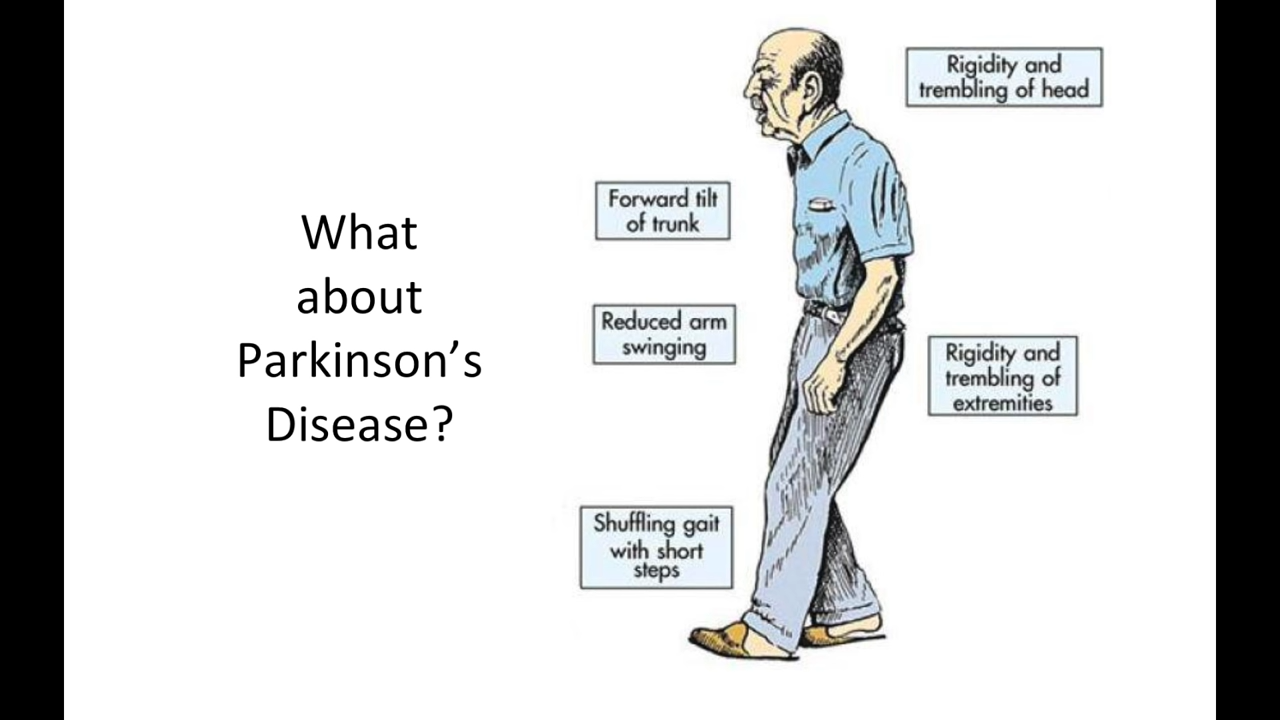 What
about
Parkinson’s
Disease?
Rigidity and
trembling of head
Forward tilt
of trunk
Reduced arm
swinging
Rigidity and
trembling of
extremities
Shuffling gait
with short
steps